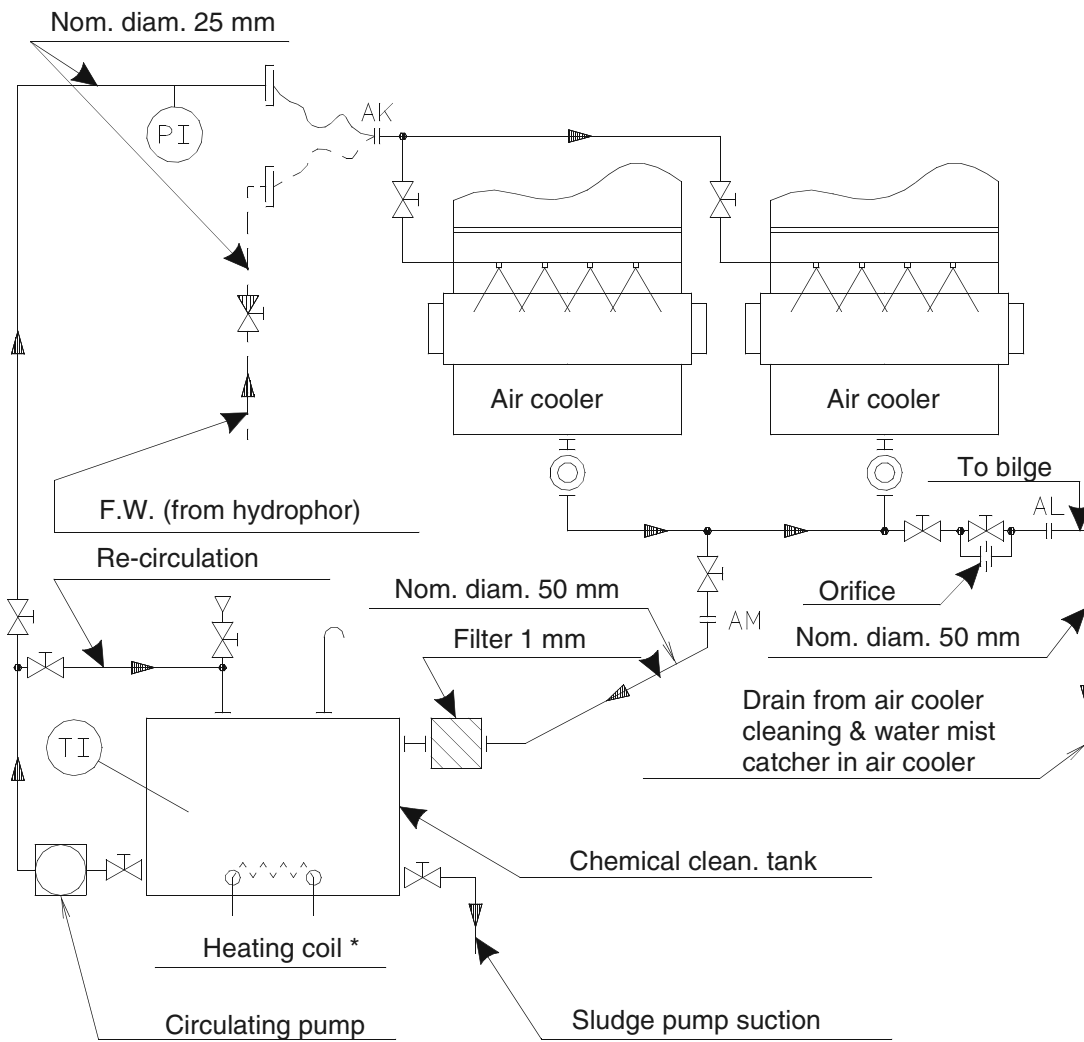 Nom. diam. 25 mm
PI
AK
Air cooler
Air cooler
To bilge
AL
F.W. (from hydrophor)
Re-circulation
Nom. diam. 50 mm
Orifice
AM
Filter 1 mm
Nom. diam. 50 mm
Drain from air cooler
cleaning & water mist
catcher in air cooler
TI
Chemical clean. tank
Heating coil *
Circulating pump
Sludge pump suction